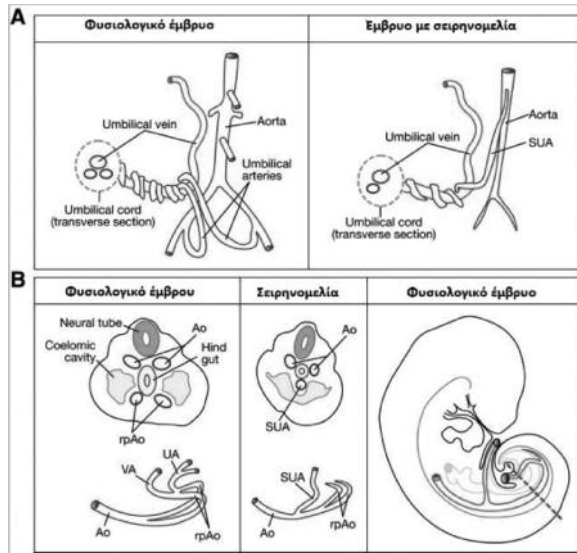 A
Φυσιολογικό έμβρυο
Έμβρυο με σειρηνομελία
Umbilical vein
Aorta
Umbilical
arteries
Umbilical cord
(transverse section)
Umbilical vein
Aorta
SUA
Umbilical cord
(transverse section)
B
Φυσιολογικό έμβρου
Σειρηνομελία
Φυσιολογικό έμβρυο
Neural tube
Ao
Coelomic
cavity
Hind
gut
rpAo
UA
VA
rpAo
Ao
Ao
SUA
SUA
rpAo
Ao